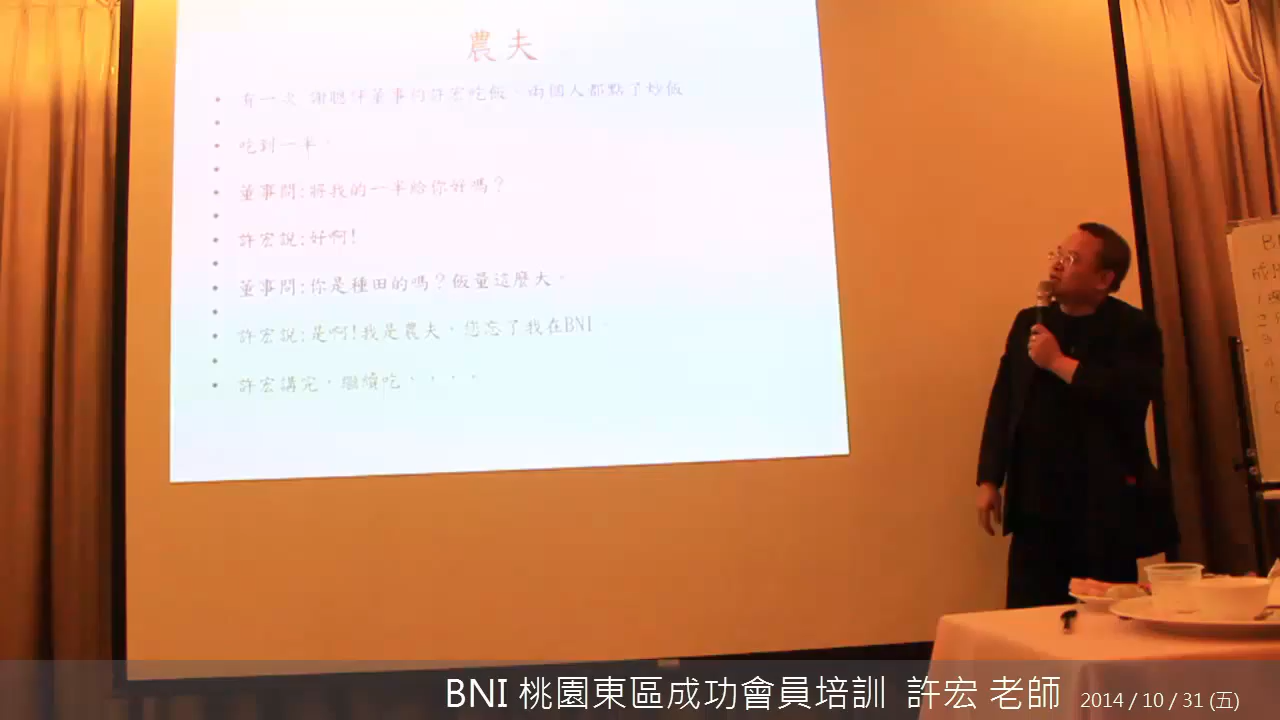 農夫
• 有一次 謝聰評董事約許宏吃飯，兩個人都點了炒飯
•
• 吃到一半，
•
• 董事問:將我的一半給你好嗎？
•
• 許宏說:好啊!
•
• 董事問:你是種田的嗎？飯量這麼大。
•
• 許宏說:是啊!我是農夫，您忘了我在BNI。
•
• 許宏講完，繼續吃．．．．
BNI 桃園東區成功會員培訓 許宏 老師 2014 / 10 / 31 (五)